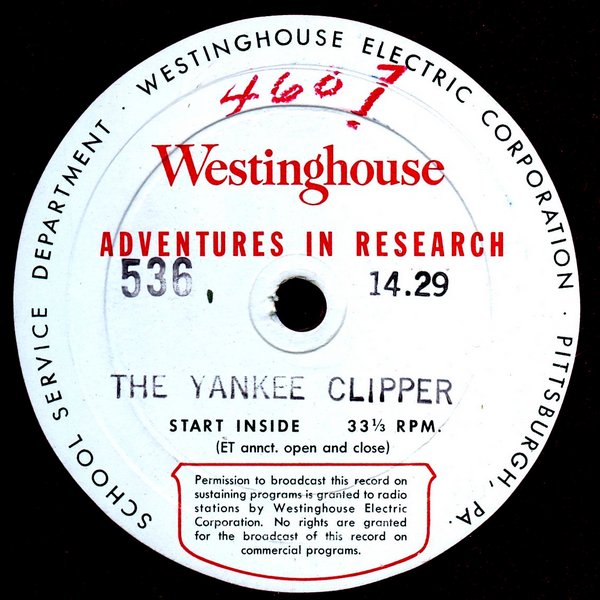 SCHOOL SERVICE DEPARTMENT · WESTINGHOUSE ELECTRIC CORPORATION · PITTSBURGH, PA.
4607
Westinghouse
ADVENTURES IN RESEARCH
536, 14.29
THE YANKEE CLIPPER
START INSIDE 33⅓ RPM.
(ET annct. open and close)
Permission to broadcast this record on
sustaining programs is granted to radio
stations by Westinghouse Electric
Corporation. No rights are granted
for the broadcast of this record on
commercial programs.